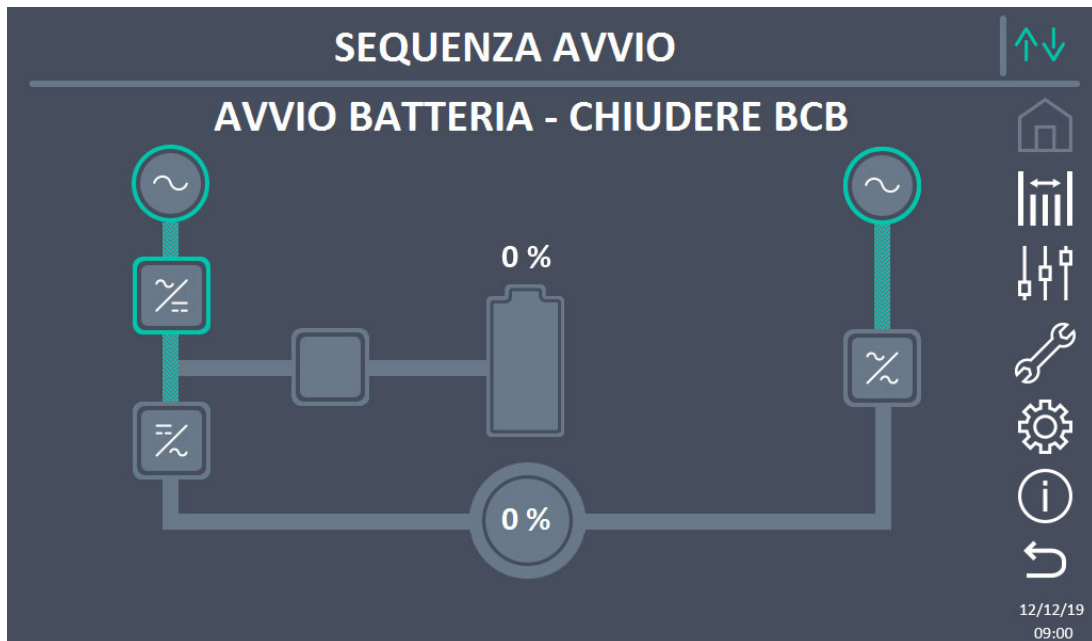 SEQUENZA AVVIO
AVVIO BATTERIA - CHIUDERE BCB
0 %
0 %
12/12/19
09:00